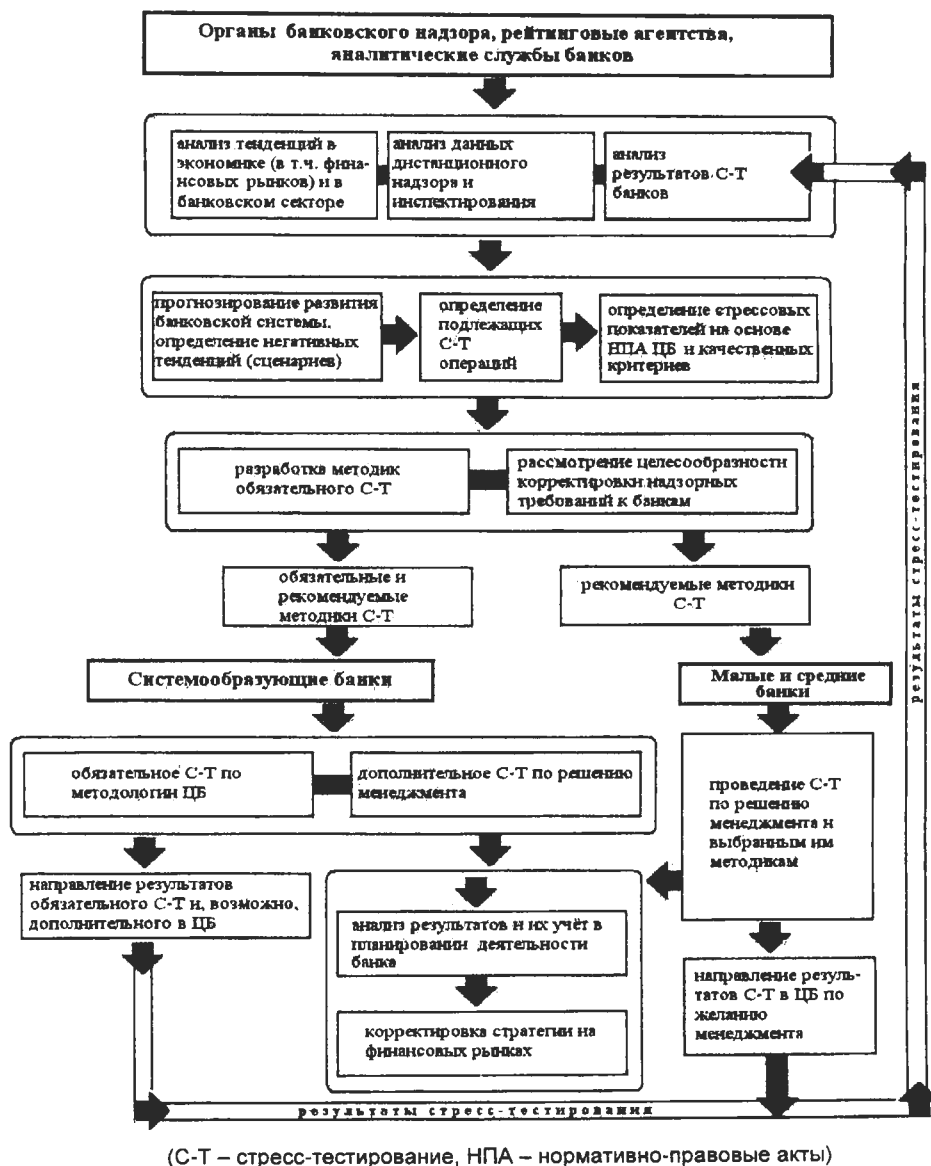 Органы банковского надзора, рейтинговые агентства,
аналитические службы банков
анализ тенденций в
экономике (в т.ч. фина-
нсовых рынков) и в
банковском секторе
анализ данных
дистанционного
надзора и
инспектирования
анализ
результатов С-Т
банков
прогнозирование развития
банковской системы,
определение негативных
тенденций (сценариев)
определение
подлежащих
С-Т
операций
определение стрессовых
показателей на основе
НПА ЦБ и качественных
критериев
разработка методик
обязательного С-Т
рассмотрение целесообразности
корректировки надзорных
требований к банкам
обязательные и
рекомендуемые
методики С-Т
рекомендуемые методики
С-Т
Системообразующие банки
Малые и средние
банки
обязательное С-Т по
методологии ЦБ
дополнительное С-Т по решению
менеджмента
проведение С-Т
по решению
менеджмента и
выбранным им
методикам
направление результатов
обязательного С-Т и, возможно,
дополнительного в ЦБ
анализ результатов и их учёт в
планировании деятельности
банка
корректировка стратегии на
финансовых рынках
направление резуль-
татов С-Т в ЦБ по
желанию
менеджмента
результаты стресс-тестирования
результаты стресс-тестирования
(С-Т – стресс-тестирование, НПА – нормативно-правовые акты)